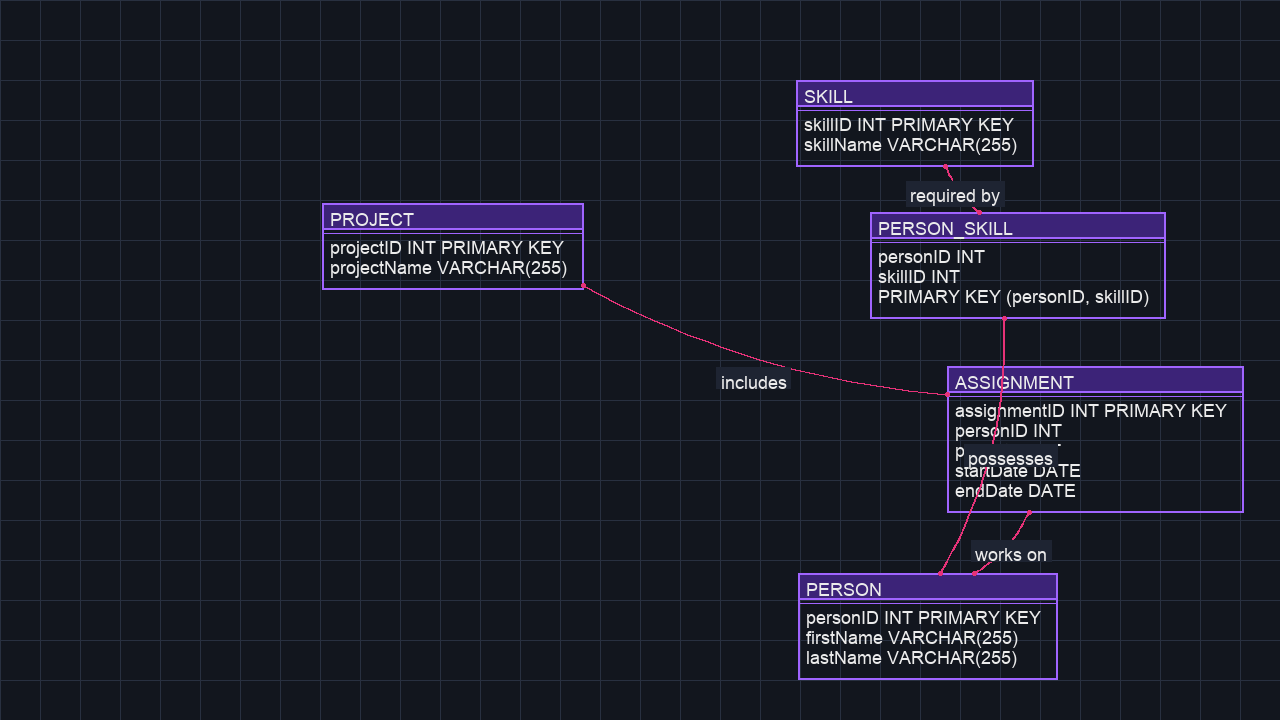 SKILL
skillID INT PRIMARY KEY
skillName VARCHAR(255)
required by
PROJECT
projectID INT PRIMARY KEY
projectName VARCHAR(255)
PERSON_SKILL
personID INT
skillID INT
PRIMARY KEY (personID, skillID)
includes
ASSIGNMENT
assignmentID INT PRIMARY KEY
personID INT
possesses
startDate DATE
endDate DATE
works on
PERSON
personID INT PRIMARY KEY
firstName VARCHAR(255)
lastName VARCHAR(255)